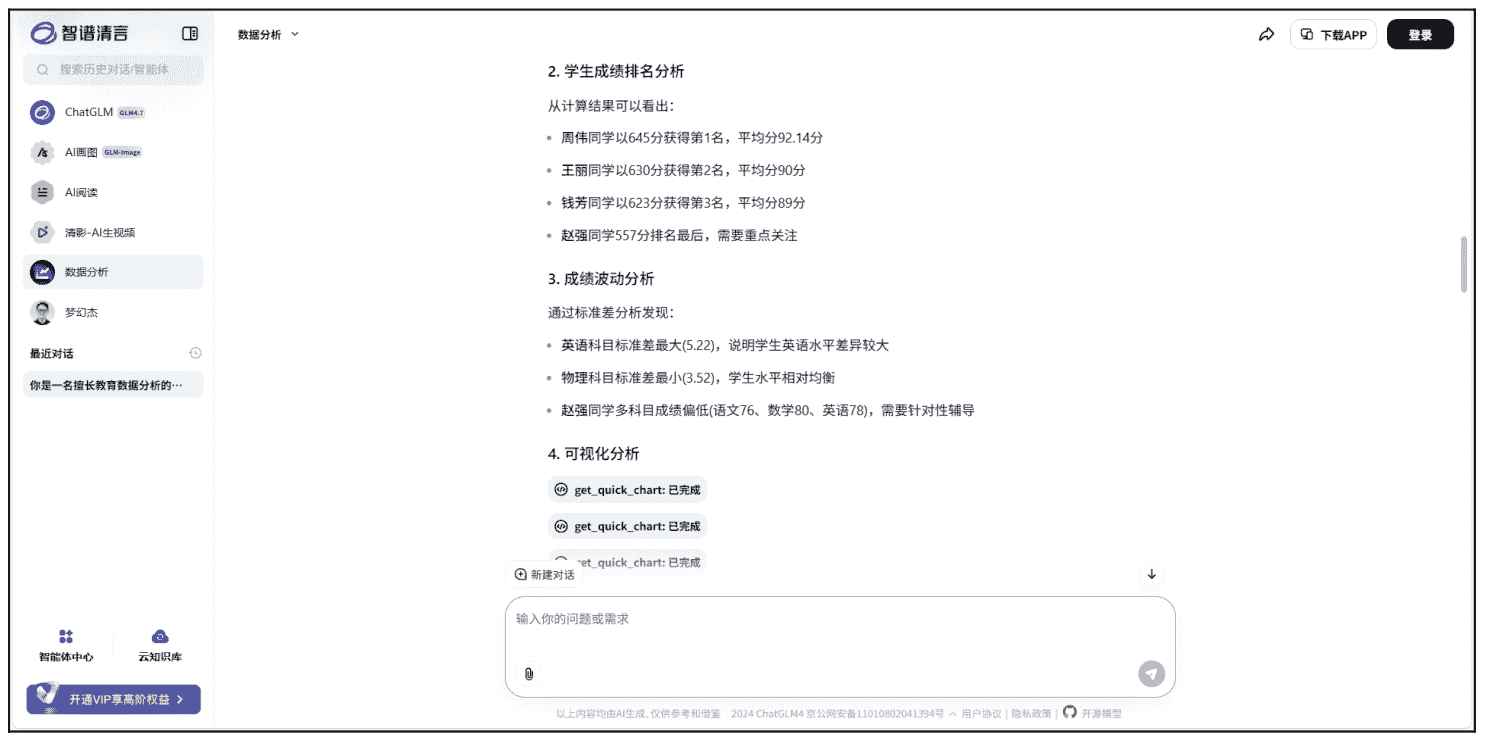 智谱清言
搜索历史对话/智能体
ChatGLM GLM4.7
AI画图 GLM-Image
AI阅读
清影-AI生视频
数据分析
梦幻杰
最近对话
你是一名擅长教育数据分析的···
智能体中心
云知识库
开通VIP享高阶权益 >
数据分析
下载APP
登录
2. 学生成绩排名分析
从计算结果可以看出：
• 周伟同学以645分获得第1名，平均分92.14分
• 王丽同学以630分获得第2名，平均分90分
• 钱芳同学以623分获得第3名，平均分89分
• 赵强同学557分排名最后，需要重点关注
3. 成绩波动分析
通过标准差分析发现：
• 英语科目标准差最大(5.22)，说明学生英语水平差异较大
• 物理科目标准差最小(3.52)，学生水平相对均衡
• 赵强同学多科目成绩偏低(语文76、数学80、英语78)，需要针对性辅导
4. 可视化分析
get_quick_chart: 已完成
get_quick_chart: 已完成
get_quick_chart: 已完成
新建对话
输入你的问题或需求
以上内容均由AI生成, 仅供参考和借鉴 2024 ChatGLM4 京公网安备11010802041394号 用户协议 | 隐私政策 | 开源模型